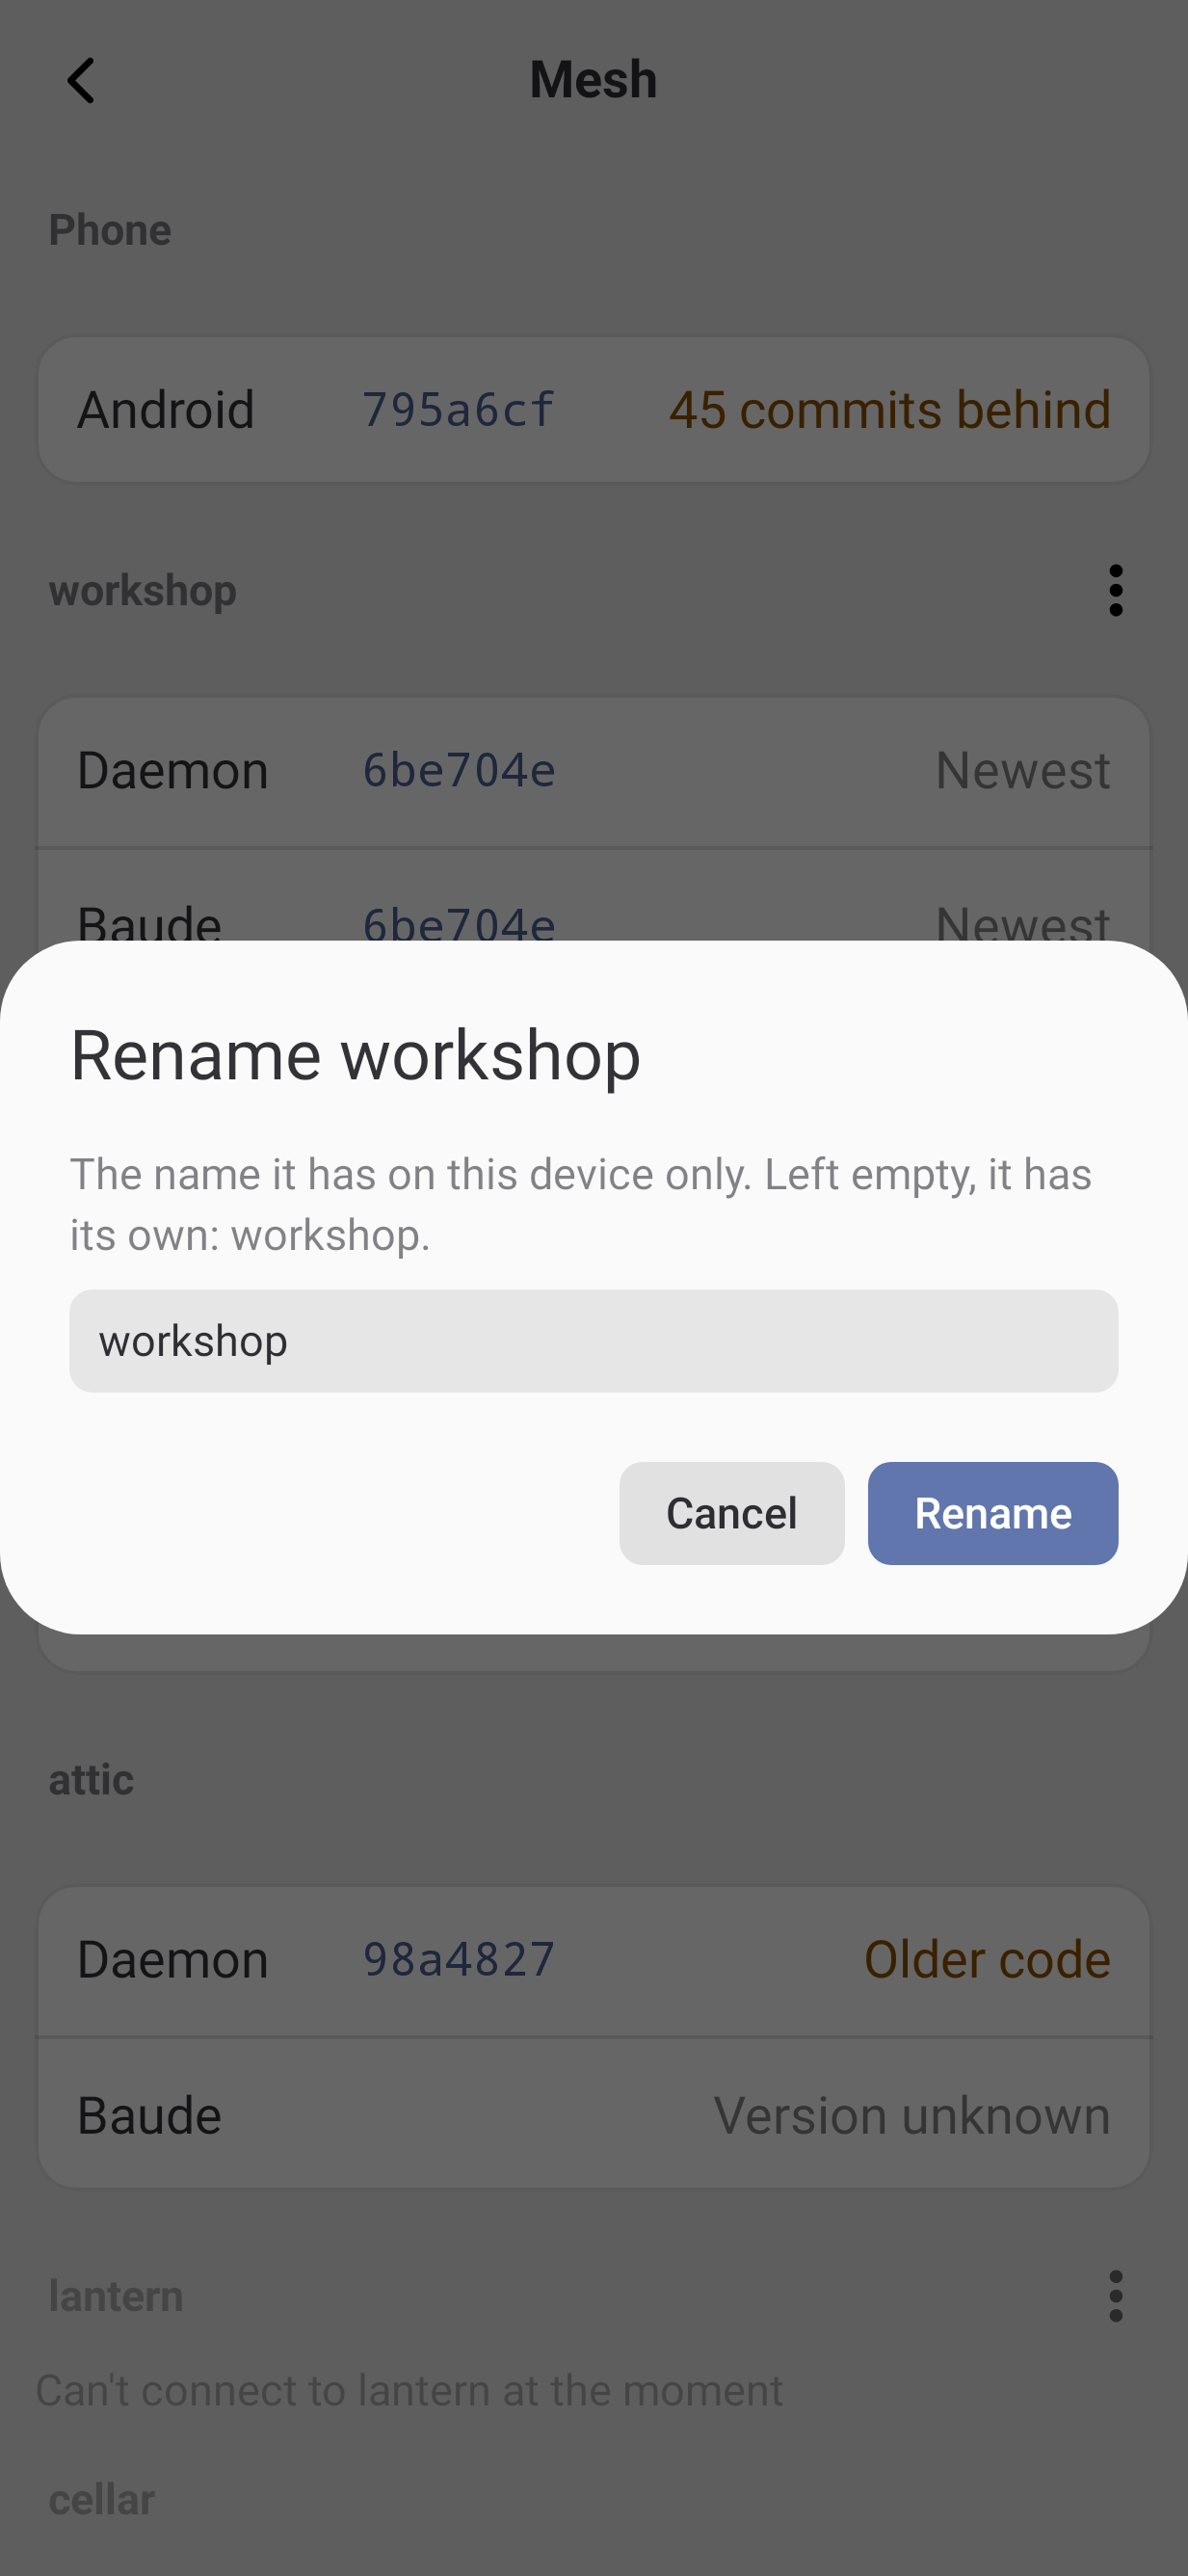 Mesh
Phone
Android 795a6cf 45 commits behind
workshop
Daemon 6be704e Newest
Baude 6be704e Newest
Rename workshop
The name it has on this device only. Left empty, it has
its own: workshop.
workshop
Cancel Rename
attic
Daemon 98a4827 Older code
Baude Version unknown
lantern
Can't connect to lantern at the moment
cellar